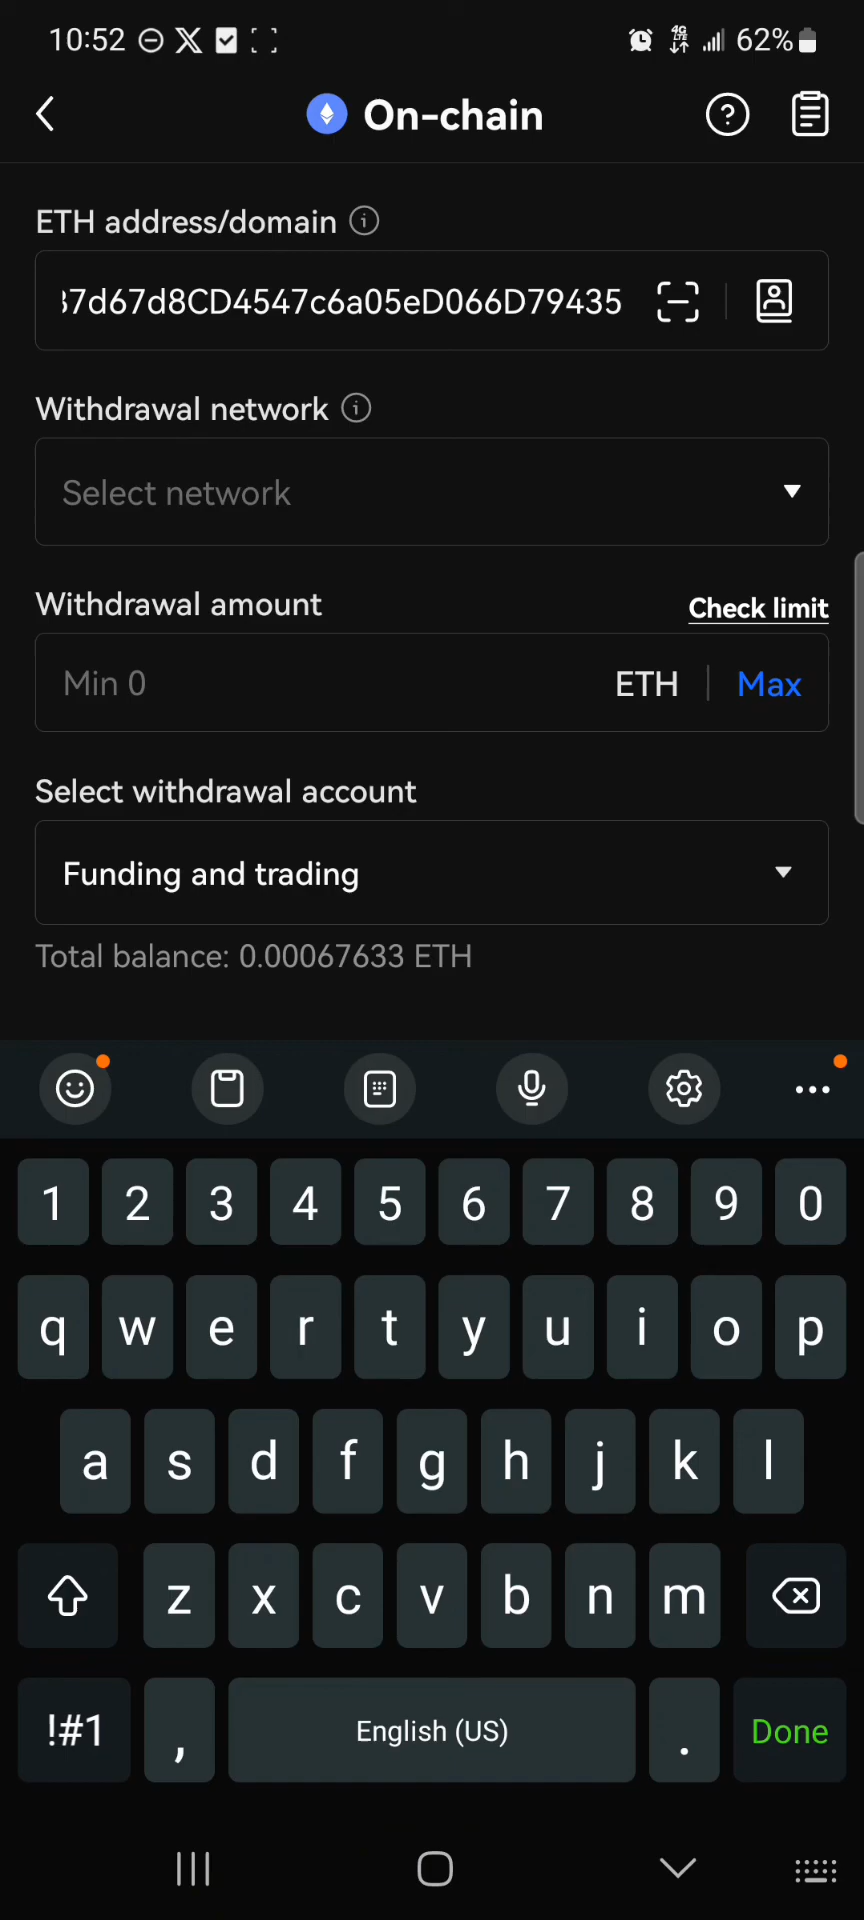 10:52 62%
On-chain
ETH address/domain
37d67d8CD4547c6a05eD066D79435
Withdrawal network
Select network
Withdrawal amount
Check limit
Min 0 ETH Max
Select withdrawal account
Funding and trading
Total balance: 0.00067633 ETH
1 2 3 4 5 6 7 8 9 0
q w e r t y u i o p
a s d f g h j k l
z x c v b n m
!#1 , English (US) . Done